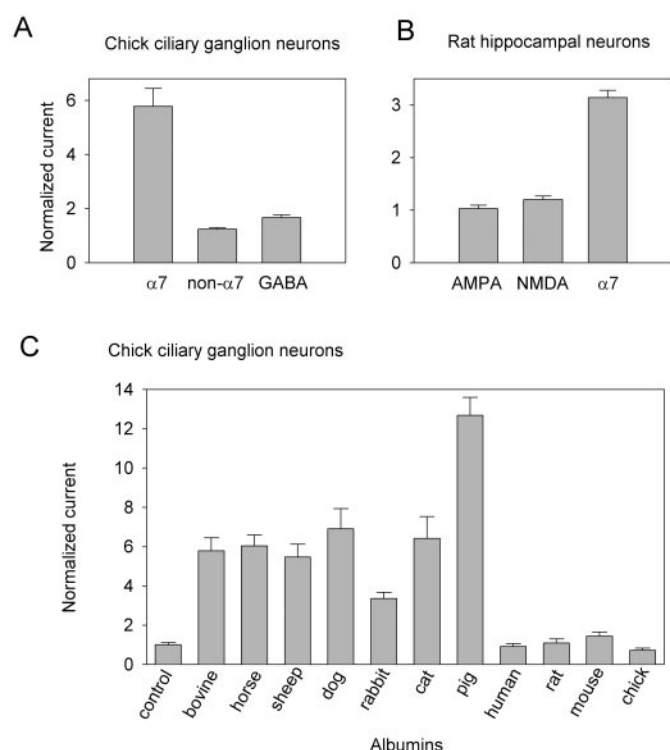 A
Chick ciliary ganglion neurons
Normalized current
6
4
2
0
α7 non-α7 GABA
B
Rat hippocampal neurons
3
2
1
0
AMPA NMDA α7
C
Chick ciliary ganglion neurons
Normalized current
14
12
10
8
6
4
2
0
control
bovine
horse
sheep
dog
rabbit
cat
pig
human
rat
mouse
chick
Albumins